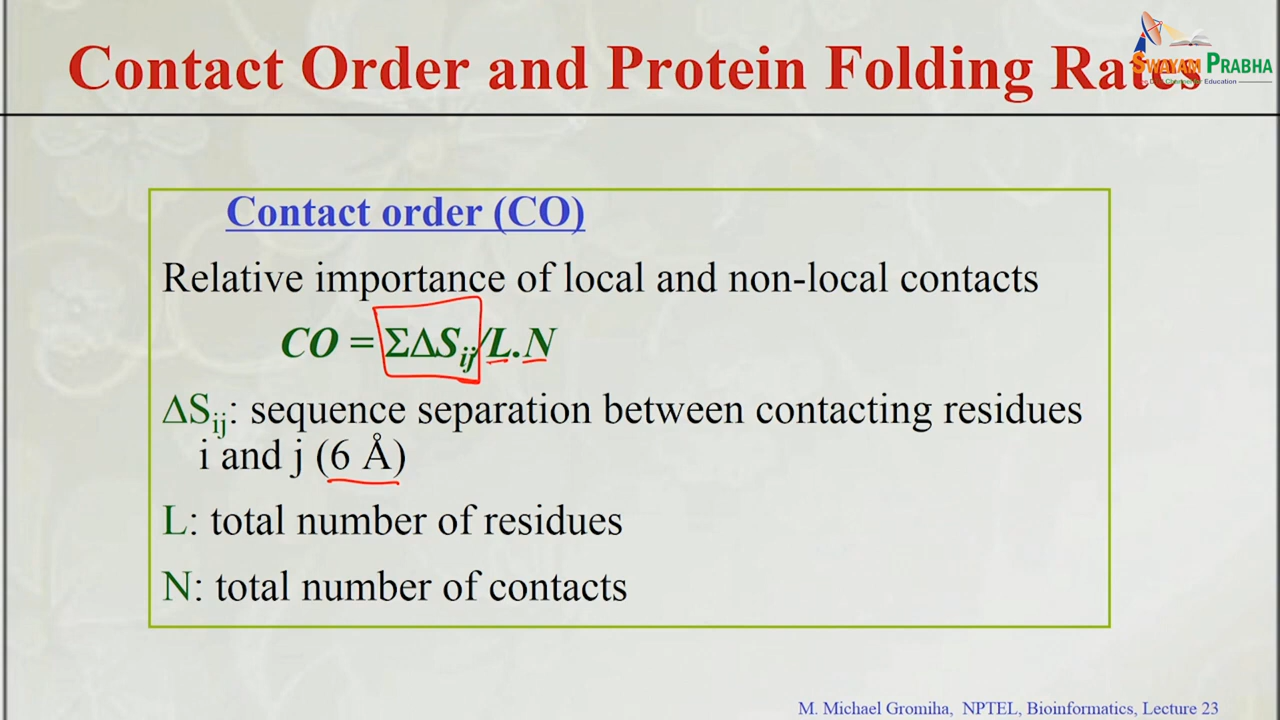 Contact Order and Protein Folding Rates
SWAYAM PRABHA
Education
Contact order (CO)
Relative importance of local and non-local contacts
CO = ΣΔSij/L.N
ΔSij: sequence separation between contacting residues
i and j (6 Å)
L: total number of residues
N: total number of contacts
M. Michael Gromiha, NPTEL, Bioinformatics, Lecture 23